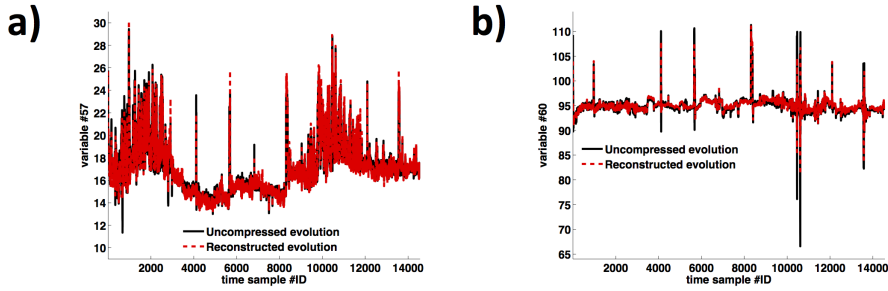 a)
variable #57
30
28
26
24
22
20
18
16
14
12
10
Uncompressed evolution
Reconstructed evolution
2000 4000 6000 8000 10000 12000 14000
time sample #ID
b)
variable #60
110
105
100
95
90
85
80
75
70
65
Uncompressed evolution
Reconstructed evolution
2000 4000 6000 8000 10000 12000 14000
time sample #ID